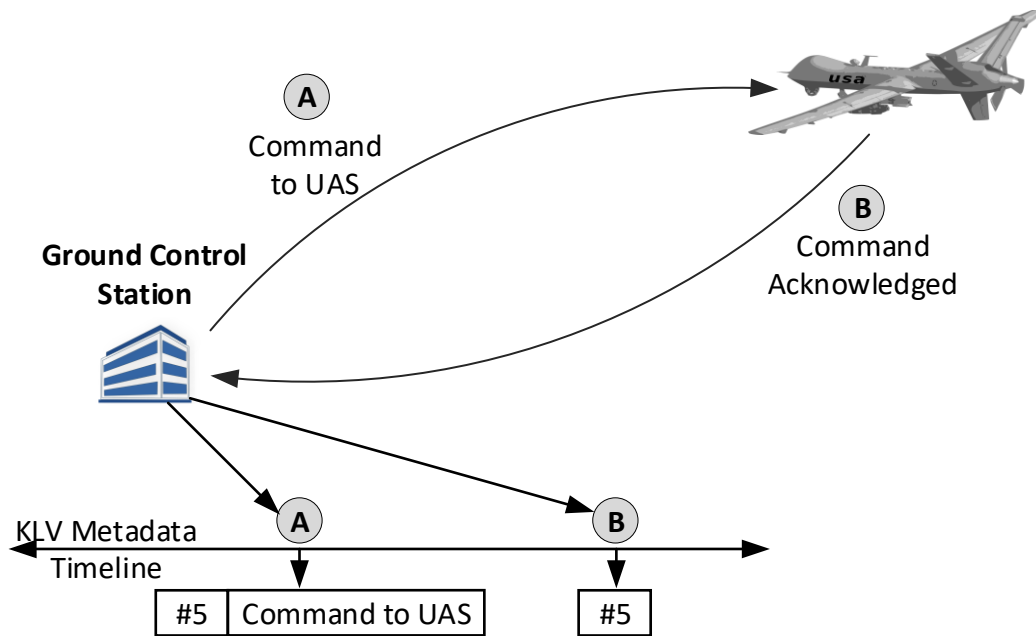 A
Command
to UAS
usa
B
Command
Acknowledged
Ground Control
Station
KLV Metadata
Timeline
A
B
#5 Command to UAS
#5